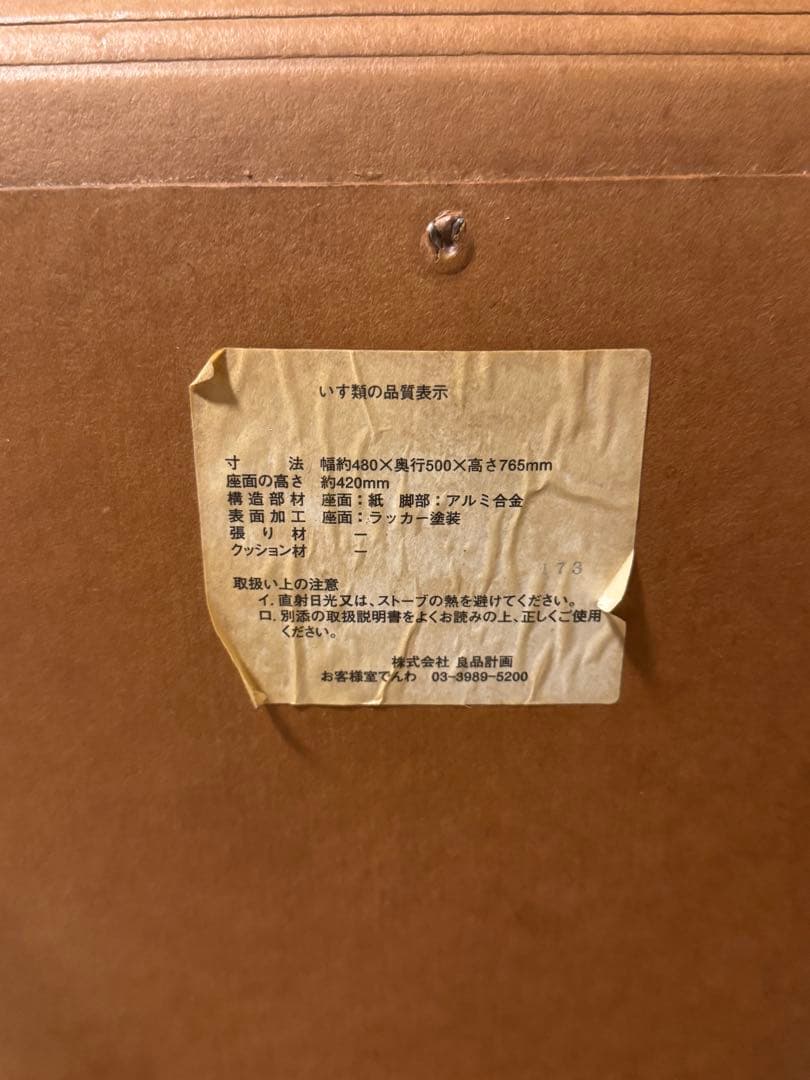 いす類の品質表示
寸法 幅約480×奥行500×高さ765mm
座面の高さ 約420mm
構造部材 座面：紙 脚部：アルミ合金
表面加工 座面：ラッカー塗装
張り材 ー
クッション材 ー
173
取扱い上の注意
イ．直射日光又は、ストーブの熱を避けてください。
ロ．別添の取扱説明書をよくお読みの上、正しくご使用
ください。
株式会社 良品計画
お客様室でんわ 03-3989-5200